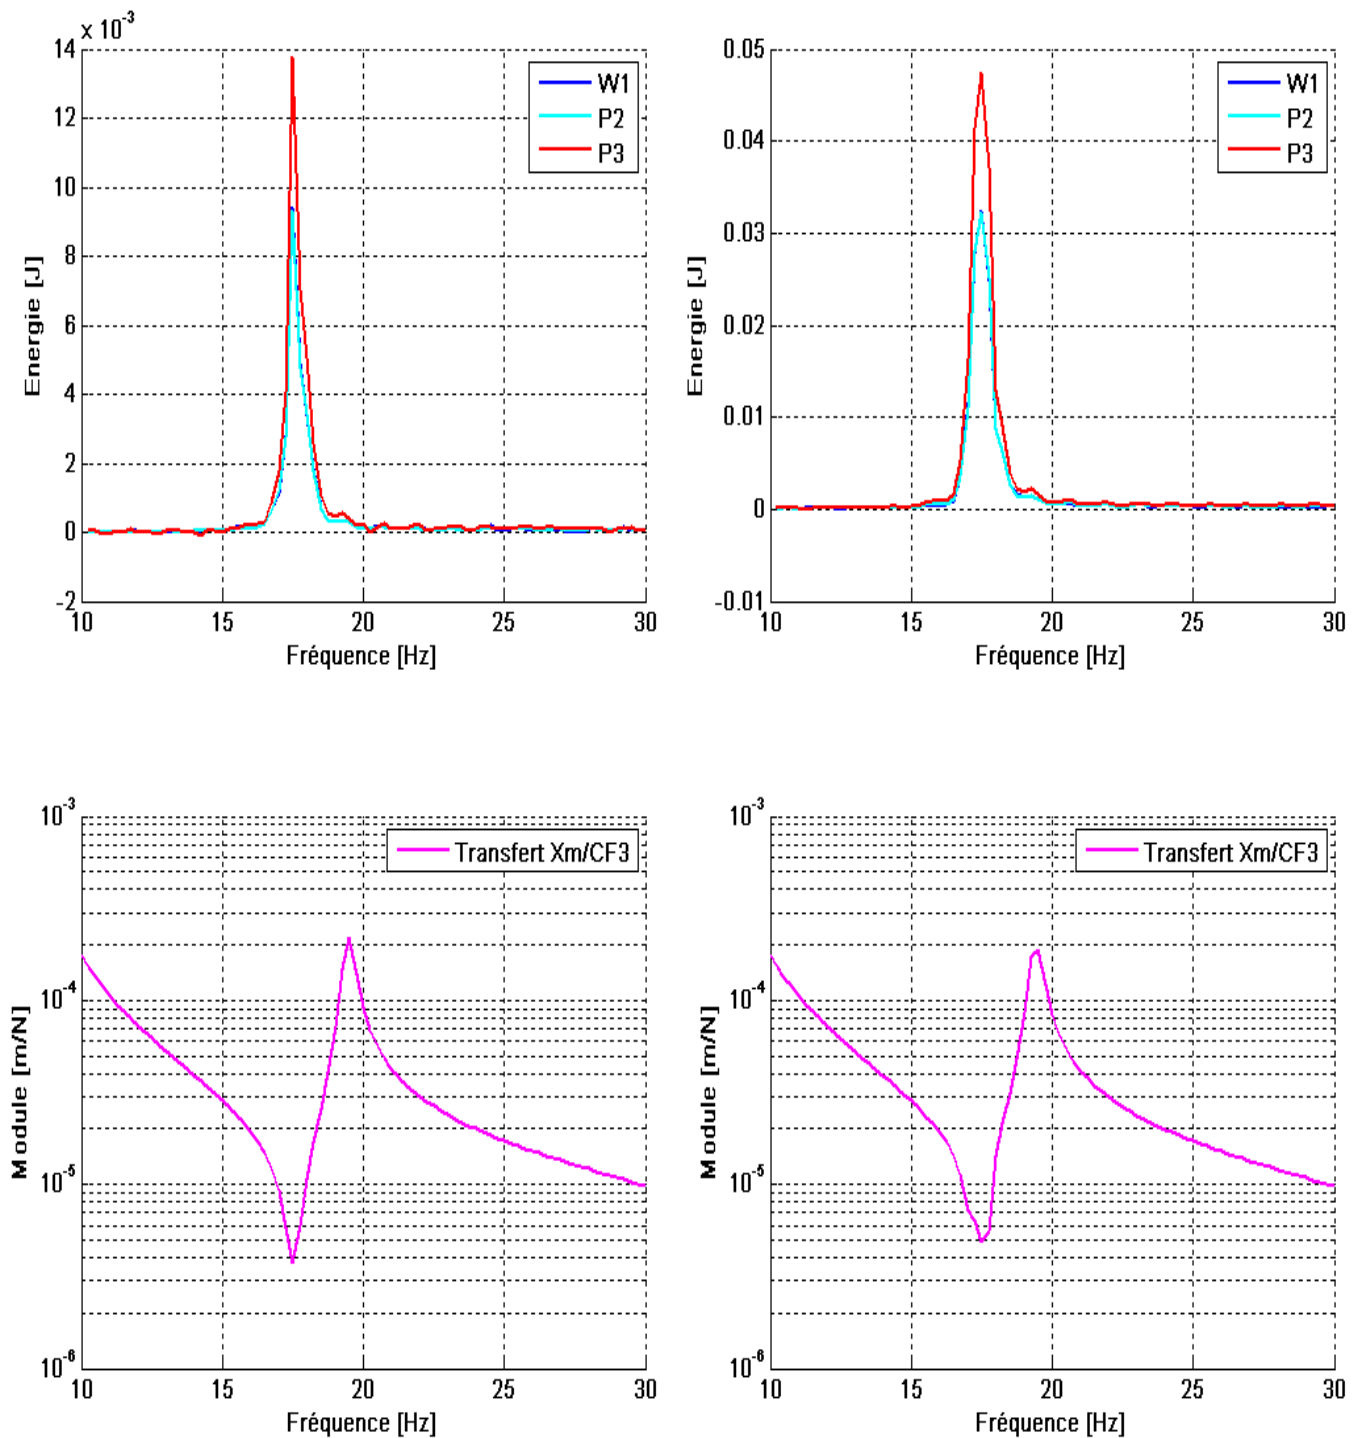 x 10-3
14
12
10
8
6
4
2
0
-2
10 15 20 25 30
Energie [J]
Fréquence [Hz]
W1
P2
P3
0.05
0.04
0.03
0.02
0.01
0
-0.01
10 15 20 25 30
Energie [J]
Fréquence [Hz]
W1
P2
P3
10-3
10-4
10-5
10-6
10 15 20 25 30
Module [m/N]
Fréquence [Hz]
Transfert Xm/CF3
10-3
10-4
10-5
10-6
10 15 20 25 30
Module [m/N]
Fréquence [Hz]
Transfert Xm/CF3